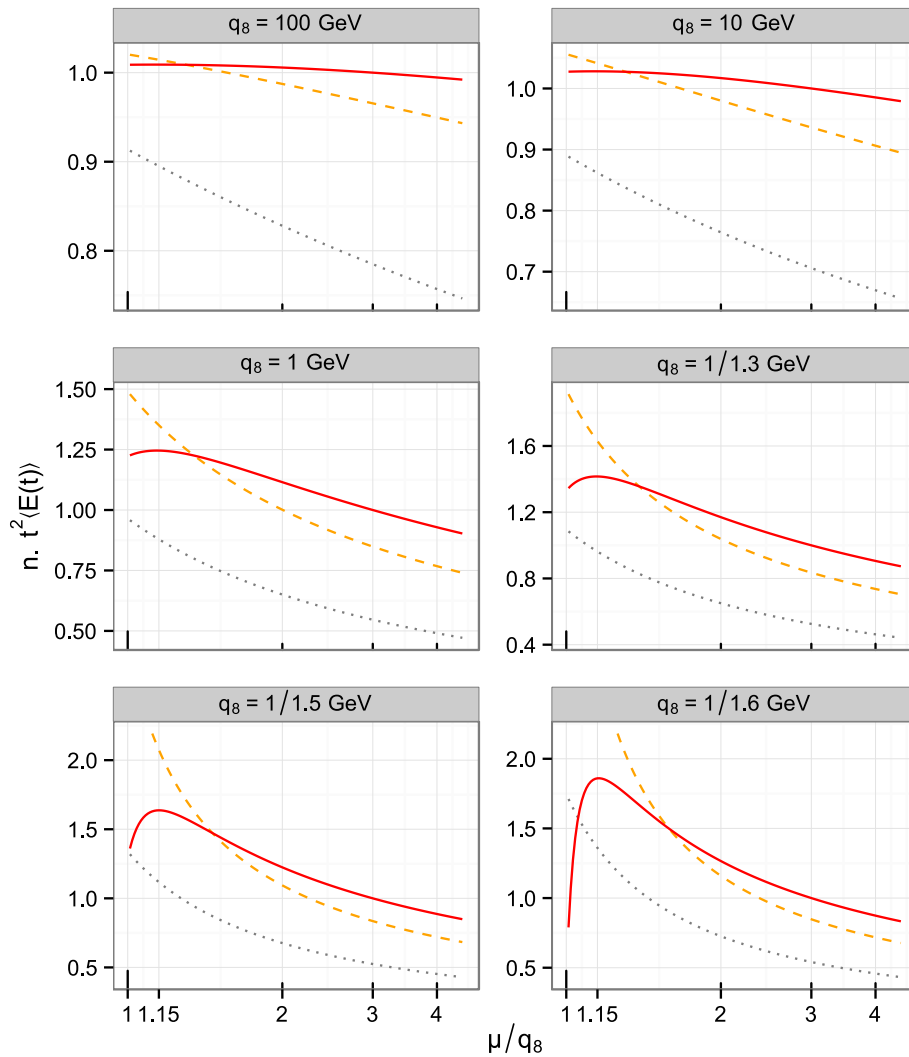 q₈ = 100 GeV
1.0
0.9
0.8
q₈ = 10 GeV
1.0
0.9
0.8
0.7
q₈ = 1 GeV
1.50
1.25
1.00
0.75
0.50
q₈ = 1/1.3 GeV
1.6
1.2
0.8
0.4
n. t²⟨E(t)⟩
q₈ = 1/1.5 GeV
2.0
1.5
1.0
0.5
1 1.15 2 3 4
q₈ = 1/1.6 GeV
2.0
1.5
1.0
0.5
1 1.15 2 3 4
μ/q₈